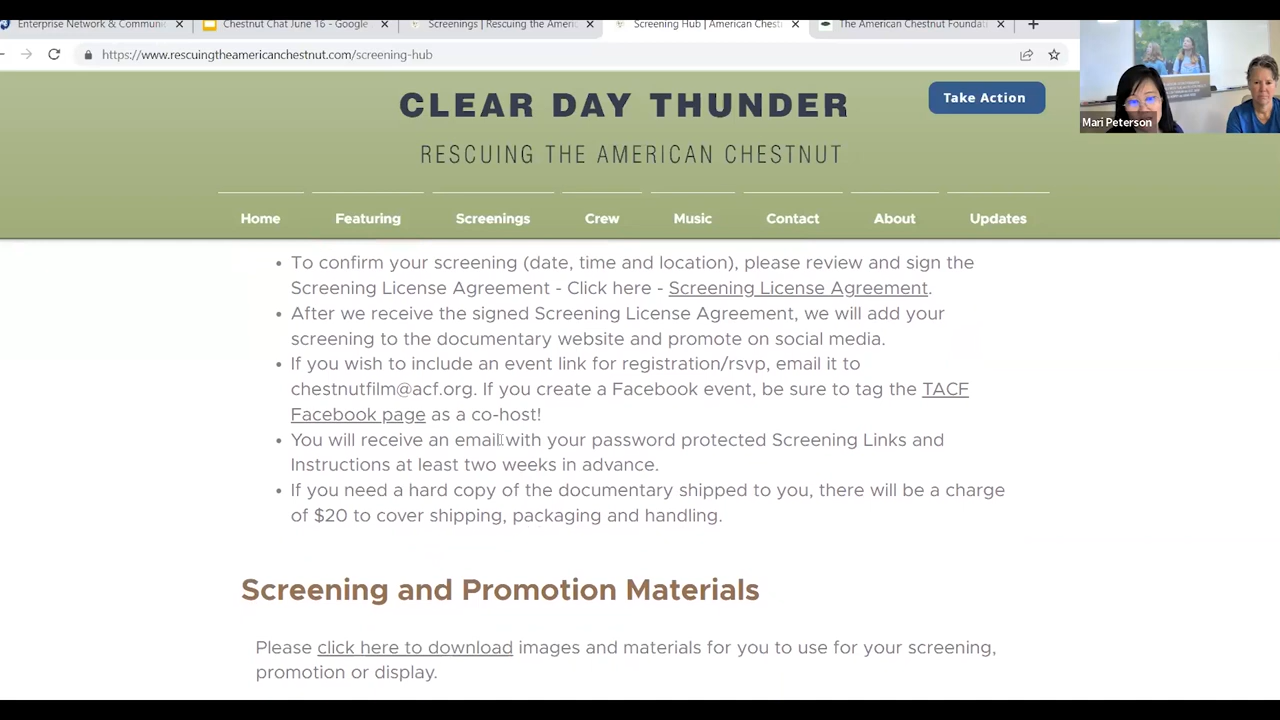 Enterprise Network & Communi
Chestnut Chat June 16 - Google
Screenings | Rescuing the Ameri
Screening Hub | American Chest
The American Chestnut Foundat
https://www.rescuingtheamericanchestnut.com/screening-hub
Mari Peterson
CLEAR DAY THUNDER
Take Action
RESCUING THE AMERICAN CHESTNUT
Home Featuring Screenings Crew Music Contact About Updates
• To confirm your screening (date, time and location), please review and sign the
Screening License Agreement - Click here - Screening License Agreement.
• After we receive the signed Screening License Agreement, we will add your
screening to the documentary website and promote on social media.
• If you wish to include an event link for registration/rsvp, email it to
chestnutfilm@acf.org. If you create a Facebook event, be sure to tag the TACF
Facebook page as a co-host!
• You will receive an email with your password protected Screening Links and
Instructions at least two weeks in advance.
• If you need a hard copy of the documentary shipped to you, there will be a charge
of $20 to cover shipping, packaging and handling.
Screening and Promotion Materials
Please click here to download images and materials for you to use for your screening,
promotion or display.